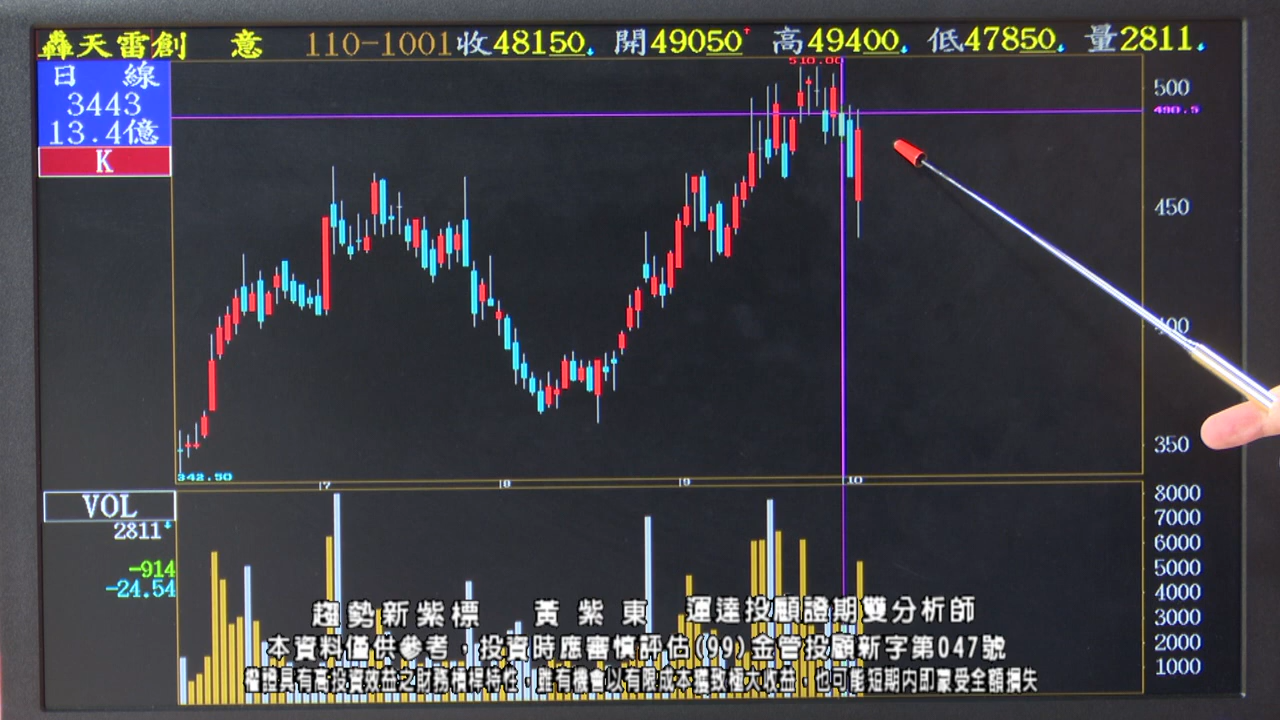 轟天雷創 意 110-1001收48150 開49050 高49400 低47850 量2811
日 線
3443
13.4億
K
510.00
500
490.5
450
400
350
342.50
7 8 9 10
VOL
2811
-914
-24.54
8000
7000
6000
5000
4000
3000
2000
1000
趨勢新紫標 黃紫東 運達投顧證期雙分析師
本資料僅供參考,投資時應審慎評估(99)金管投顧新字第047號
權證具有高投資效益之財務槓桿特性,雖有機會以有限成本獲致極大收益,也可能短期內即蒙受全額損失